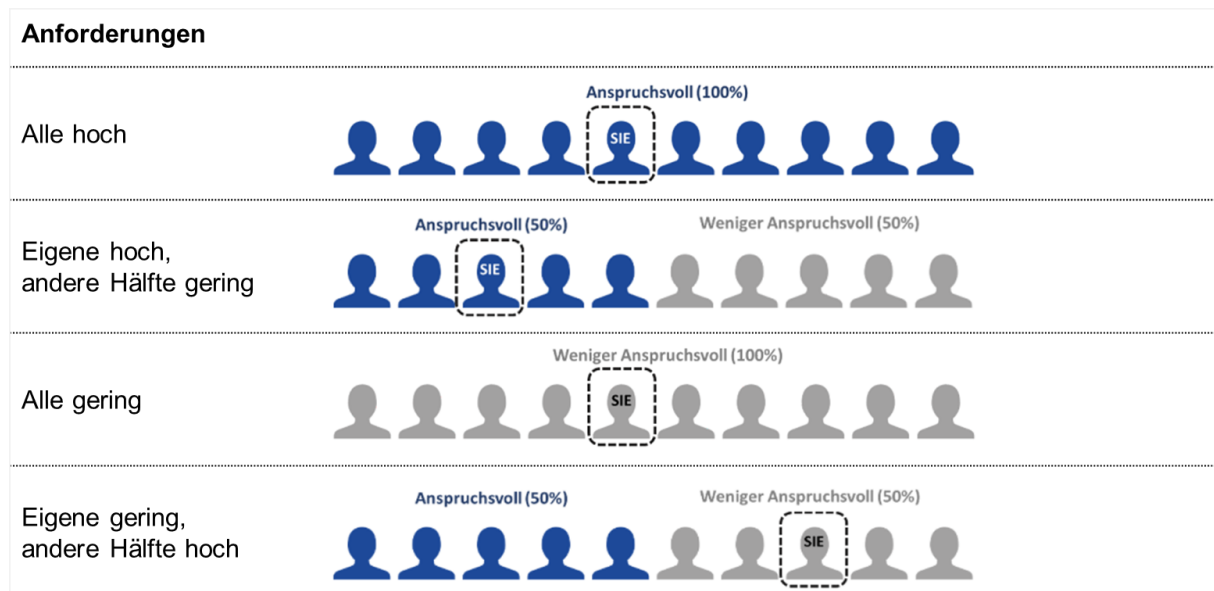 Anforderungen
Anspruchsvoll (100%)
Alle hoch
SIE
Anspruchsvoll (50%)
Weniger Anspruchsvoll (50%)
Eigene hoch,
andere Hälfte gering
SIE
Weniger Anspruchsvoll (100%)
Alle gering
SIE
Anspruchsvoll (50%)
Weniger Anspruchsvoll (50%)
Eigene gering,
andere Hälfte hoch
SIE